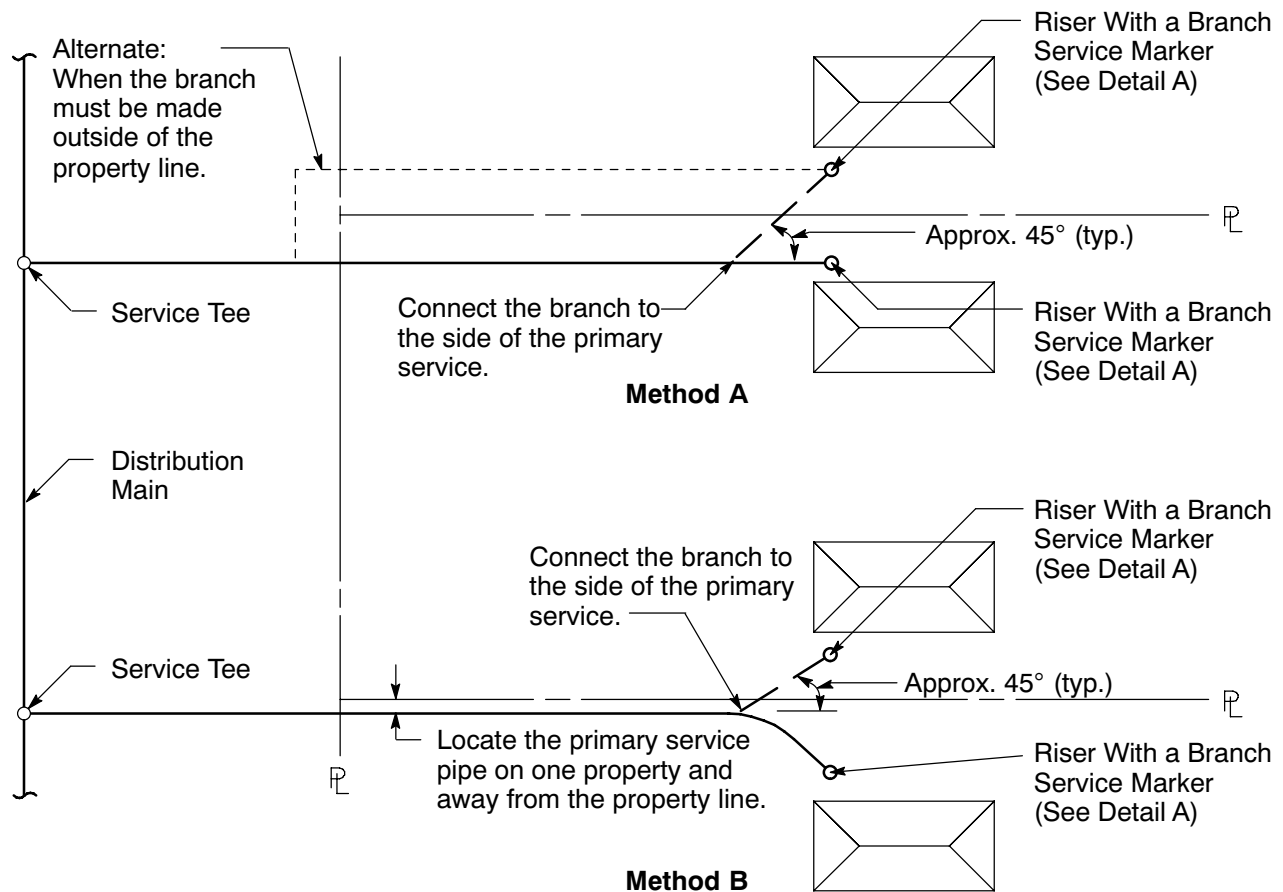 Alternate:
When the branch
must be made
outside of the
property line.
Riser With a Branch
Service Marker
(See Detail A)
℄
Approx. 45° (typ.)
Service Tee
Connect the branch to
the side of the primary
service.
Riser With a Branch
Service Marker
(See Detail A)
Method A
Distribution
Main
Riser With a Branch
Service Marker
(See Detail A)
Connect the branch to
the side of the primary
service.
Service Tee
Approx. 45° (typ.)
℄
Locate the primary service
pipe on one property and
away from the property line.
℄
Riser With a Branch
Service Marker
(See Detail A)
Method B